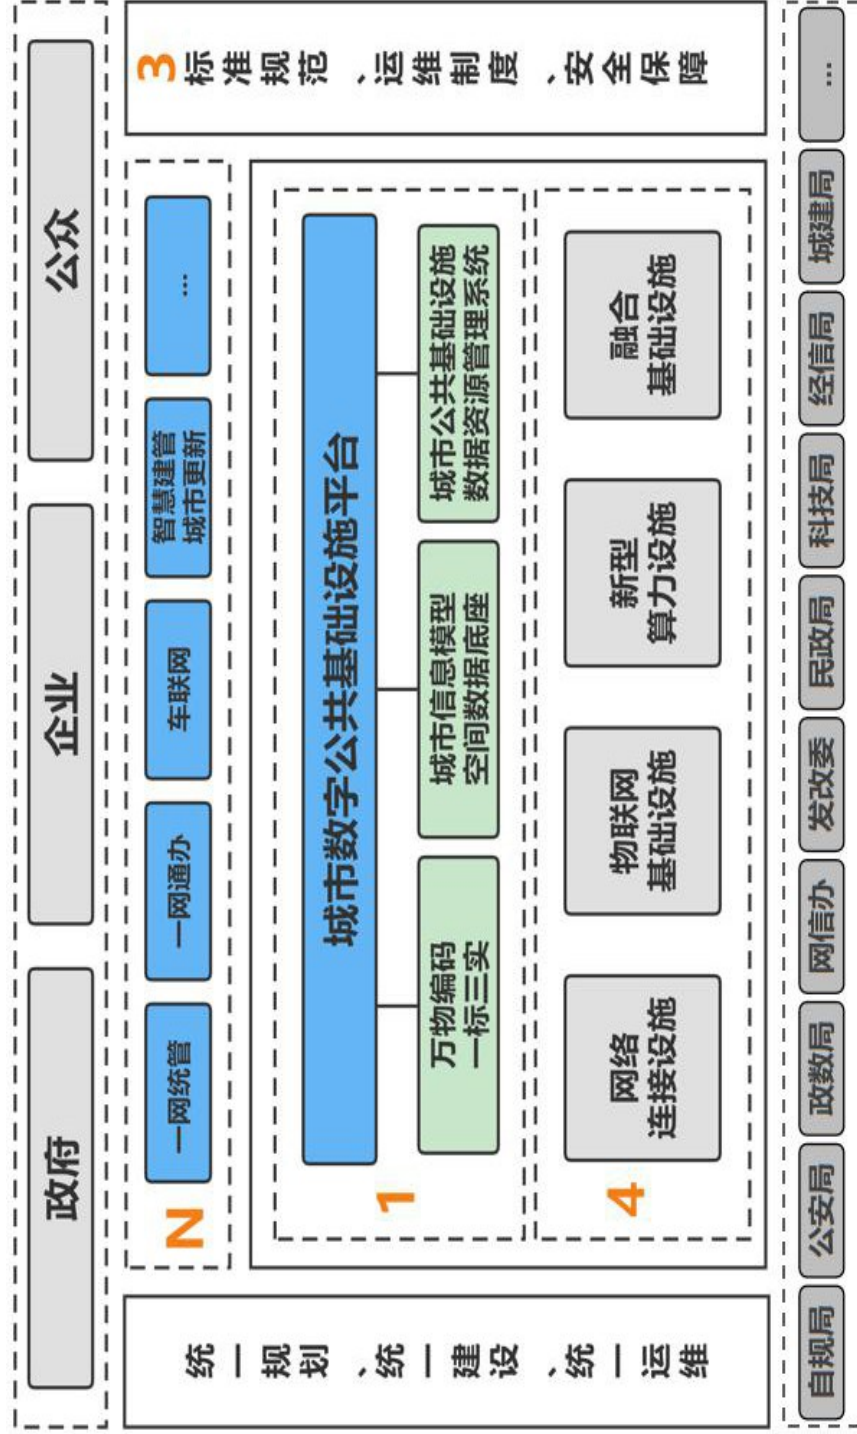 政府
企业
公众
统一规划、统一建设、统一运维
N
一网统管
一网通办
车联网
智慧建管
城市更新
...
1
城市数字公共基础设施平台
万物编码
一标三实
城市信息模型
空间数据底座
城市公共基础设施
数据资源管理系统
4
网络
连接设施
物联网
基础设施
新型
算力设施
融合
基础设施
3
标准规范、运维制度、安全保障
自规局
公安局
政数局
网信办
发改委
民政局
科技局
经信局
城建局
...